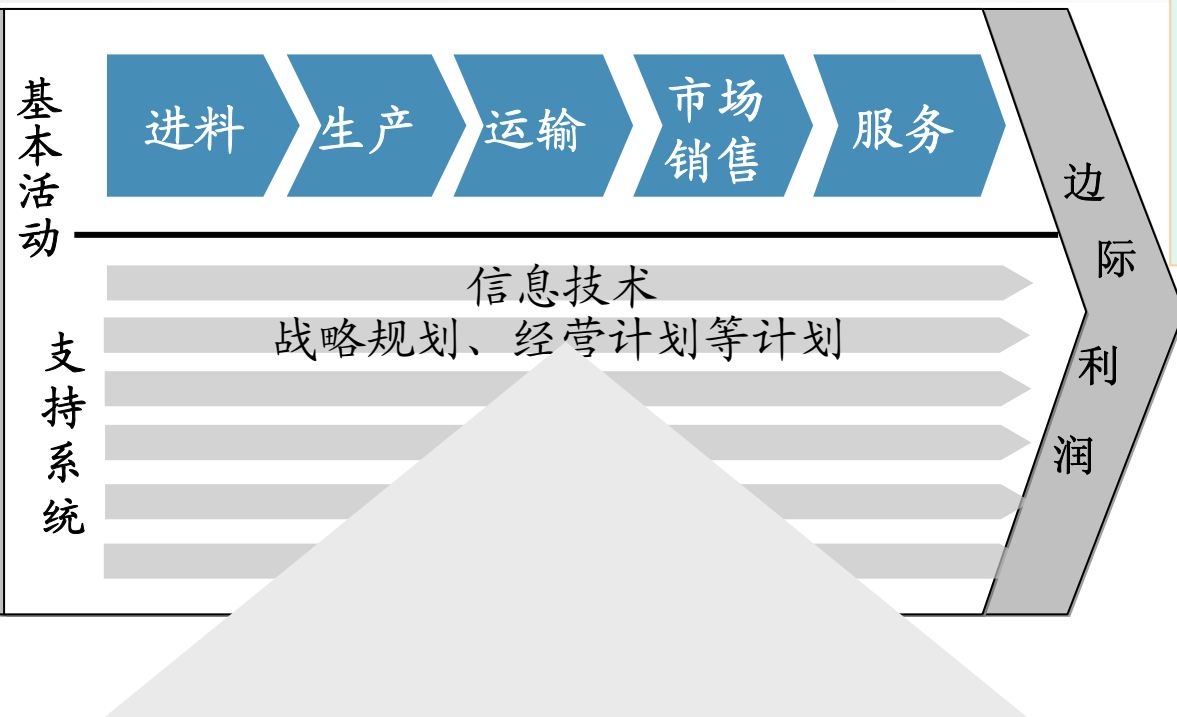 基本活动
进料
生产
运输
市场
销售
服务
信息技术
战略规划、经营计划等计划
支持系统
边际利润